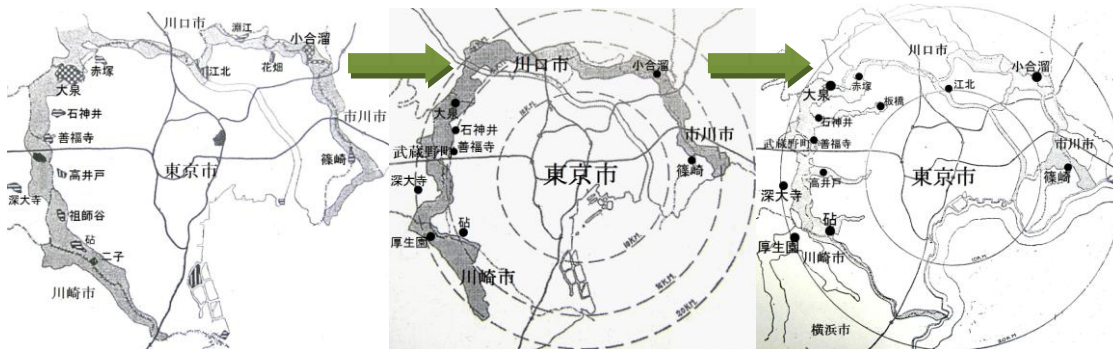 川口市
淵江
小合溜
赤塚
江北
花畑
大泉
石神井
市川市
善福寺
東京市
篠崎
高井戸
深大寺
祖師谷
砧
二子
川崎市
川口市
小合溜
大泉
石神井
市川市
武蔵野町
善福寺
東京市
篠崎
深大寺
砧
厚生園
川崎市
10KM
15KM
20KM
川口市
小合溜
大泉
赤塚
江北
板橋
石神井
市川市
武蔵野町
善福寺
東京市
篠崎
高井戸
深大寺
砧
厚生園
川崎市
横浜市
10KM
20KM